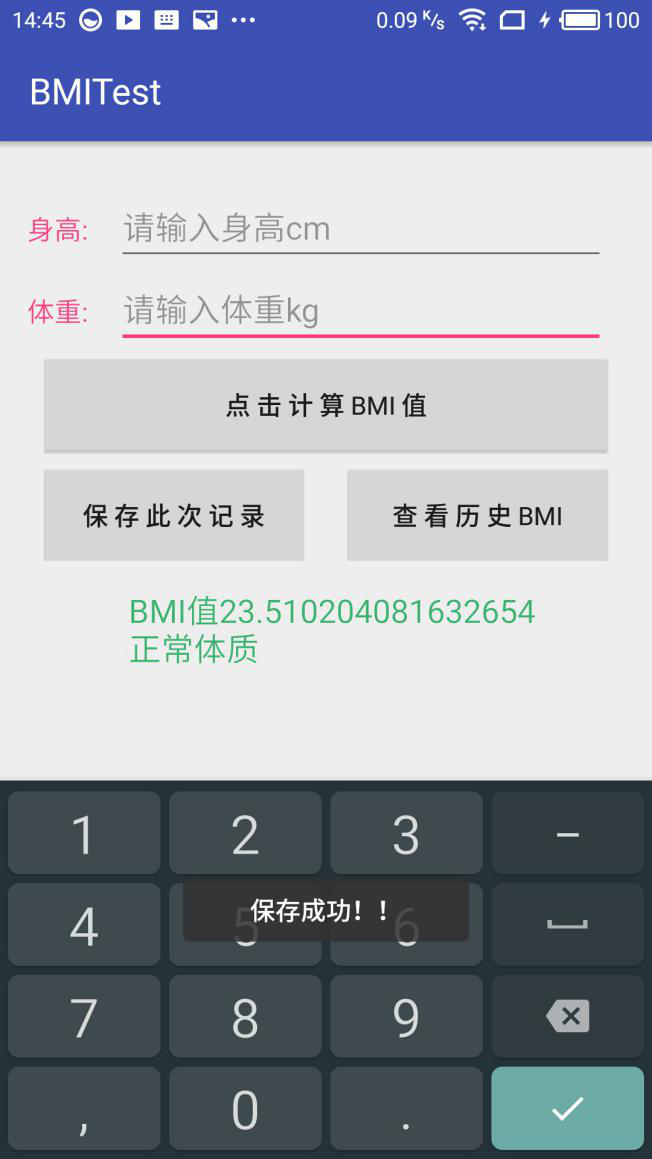 14:45 0.09 K/s 100
BMITest
身高: 请输入身高cm
体重: 请输入体重kg
点击计算BMI值
保存此次记录 查看历史BMI
BMI值23.510204081632654
正常体质
1 2 3 -
4 5 6
保存成功！！
7 8 9
, 0 .